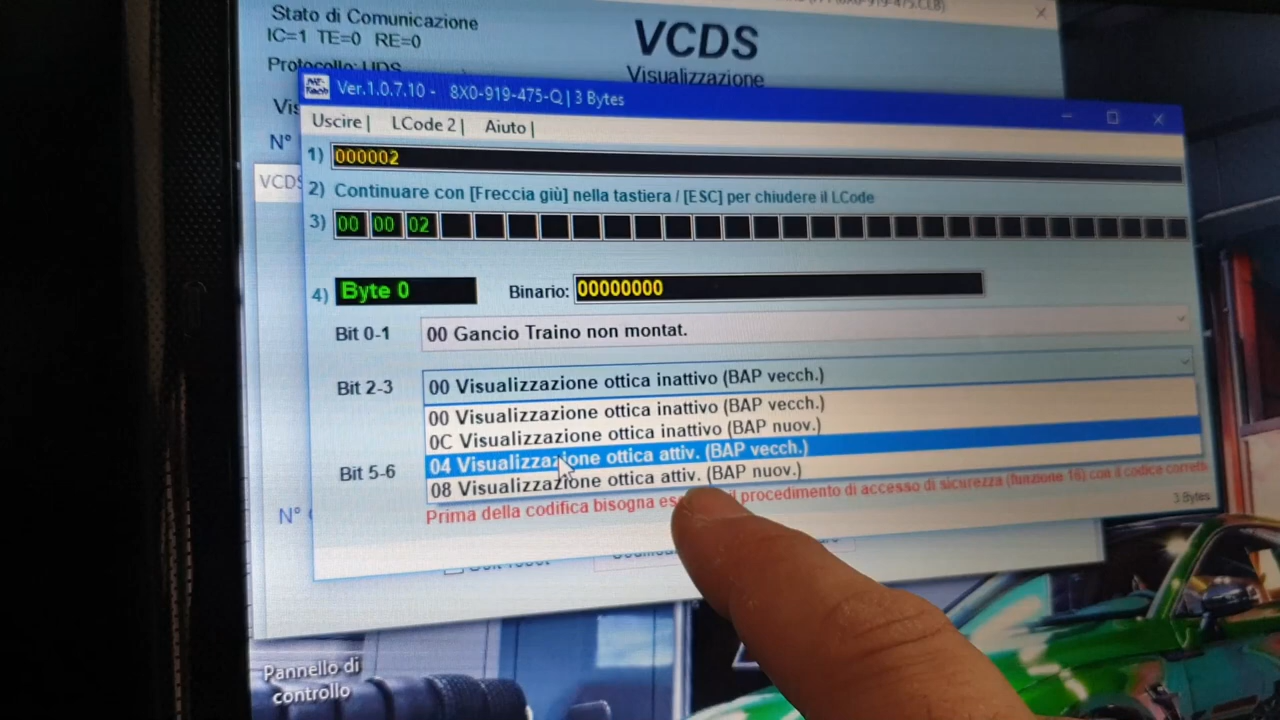 Stato di Comunicazione
IC=1 TE=0 RE=0
Protocollo: UDS
VCDS
Visualizzazione
Ver.1.0.7.10 - 8X0-919-475-Q | 3 Bytes
Uscire | LCode 2 | Aiuto |
N°
VCDS
1) 000002
2) Continuare con [Freccia giù] nella tastiera / [ESC] per chiudere il LCode
3) 00 00 02
4) Byte 0 Binario: 00000000
Bit 0-1 00 Gancio Traino non montat.
Bit 2-3 00 Visualizzazione ottica inattivo (BAP vecch.)
00 Visualizzazione ottica inattivo (BAP vecch.)
0C Visualizzazione ottica inattivo (BAP nuov.)
04 Visualizzazione ottica attiv. (BAP vecch.)
08 Visualizzazione ottica attiv. (BAP nuov.)
Bit 5-6
Prima della codifica bisogna il procedimento di accesso di sicurezza (funzione 16) con il codice
3 Bytes
N°
Pannello di
controllo